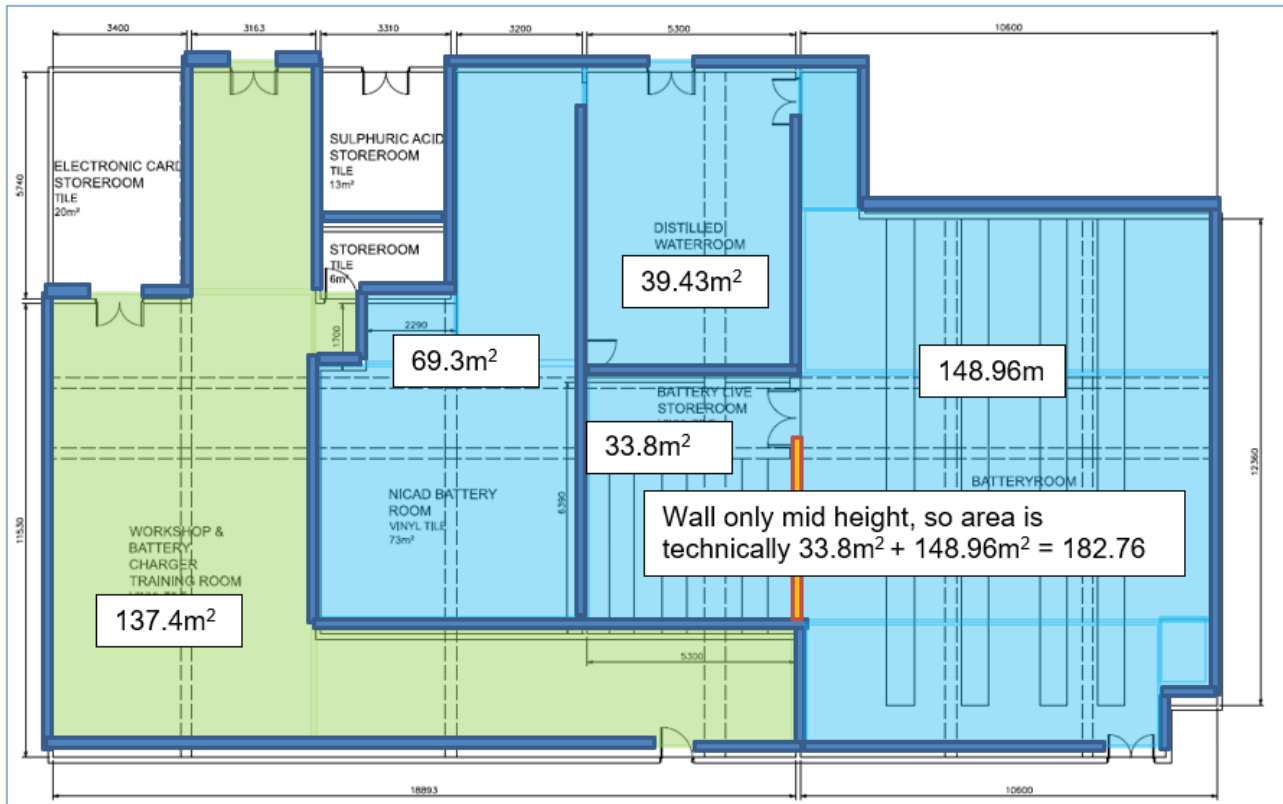 3400
3163
3310
3200
5300
10600
ELECTRONIC CARD
STOREROOM
TILE
20m²
5740
SULPHURIC ACID
STOREROOM
TILE
13m²
STOREROOM
TILE
6m²
DISTILLED
WATERROOM
39.43m²
1700
2290
69.3m²
148.96m
BATTERY LIVE
STOREROOM
33.8m²
6390
12360
11530
NICAD BATTERY
ROOM
VINYL TILE
73m²
BATTERYROOM
Wall only mid height, so area is
technically 33.8m² + 148.96m² = 182.76
WORKSHOP &
BATTERY
CHARGER
TRAINING ROOM
137.4m²
5300
18893
10600